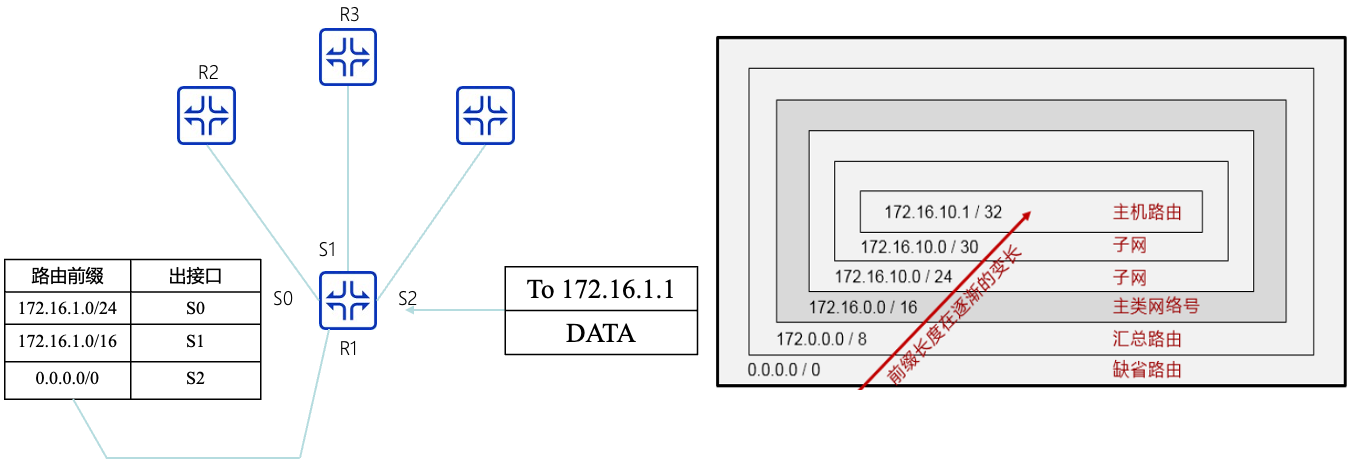 R3
R2
S1
S0
S2
R1
路由前缀 出接口
172.16.1.0/24 S0
172.16.1.0/16 S1
0.0.0.0/0 S2
To 172.16.1.1
DATA
172.16.10.1 / 32 主机路由
172.16.10.0 / 30 子网
172.16.10.0 / 24 子网
172.16.0.0 / 16 主类网络号
172.0.0.0 / 8 汇总路由
0.0.0.0 / 0 缺省路由
前缀长度在逐渐的变长